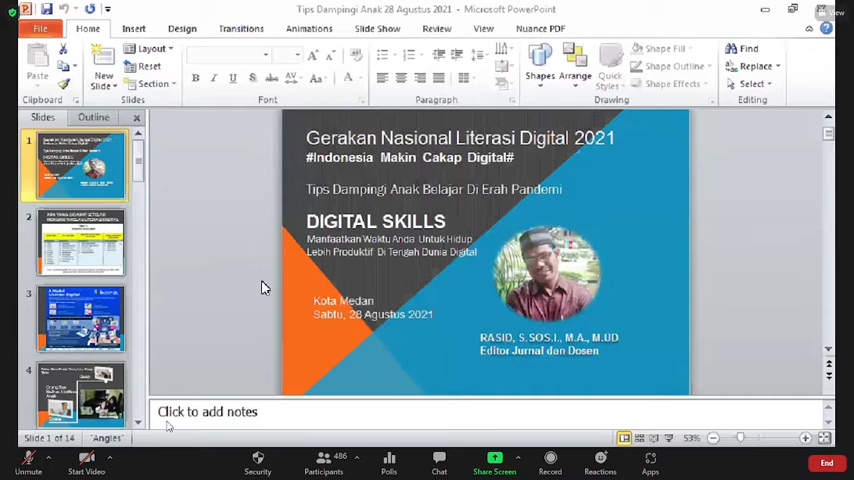 Tips Dampingi Anak 28 Agustus 2021 - Microsoft PowerPoint
View
File Home Insert Design Transitions Animations Slide Show Review View Nuance PDF
Paste
Clipboard
New
Slide
Layout
Reset
Section
Slides
Font
Paragraph
Shapes
Arrange
Quick
Styles
Shape Fill
Shape Outline
Shape Effects
Drawing
Find
Replace
Select
Editing
Slides Outline
1
2
3
4
Gerakan Nasional Literasi Digital 2021
#Indonesia Makin Cakap Digital#
Tips Dampingi Anak Belajar Di Erah Pandemi
DIGITAL SKILLS
Manfaatkan Waktu Anda Untuk Hidup
Lebih Produktif Di Tengah Dunia Digital
Kota Medan
Sabtu, 28 Agustus 2021
RASID, S.SOS.I., M.A., M.UD
Editor Jurnal dan Dosen
Click to add notes
Slide 1 of 14 "Angles" 53%
Unmute Start Video Security Participants 486 Polls Chat Share Screen Record Reactions Apps End